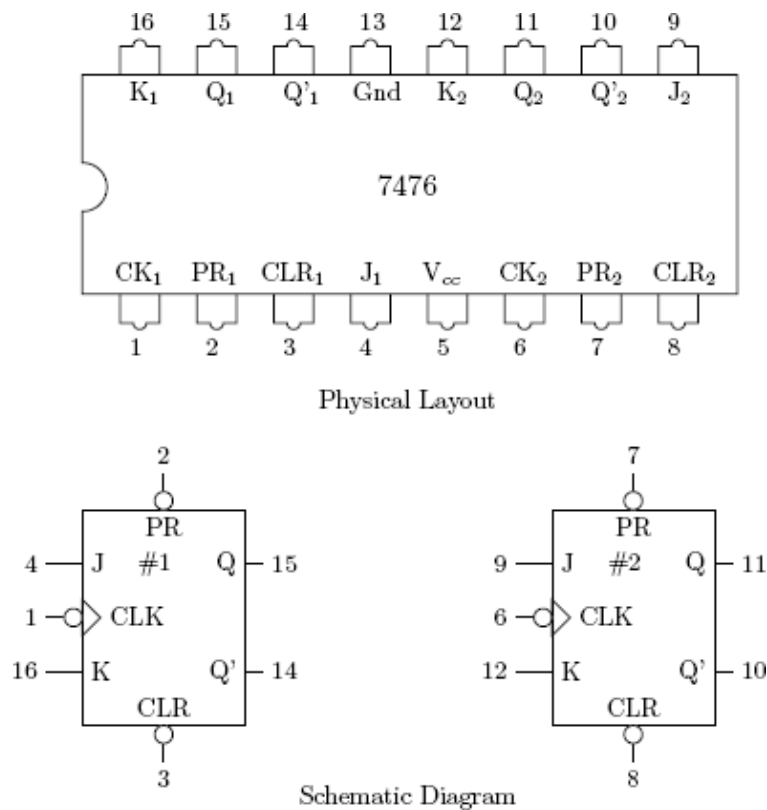 16 15 14 13 12 11 10 9
K₁ Q₁ Q'₁ Gnd K₂ Q₂ Q'₂ J₂
7476
CK₁ PR₁ CLR₁ J₁ V꜀꜀ CK₂ PR₂ CLR₂
1 2 3 4 5 6 7 8
Physical Layout
2 7
PR PR
4 J #1 Q 15 9 J #2 Q 11
1 CLK 6 CLK
16 K Q' 14 12 K Q' 10
CLR CLR
3 8
Schematic Diagram